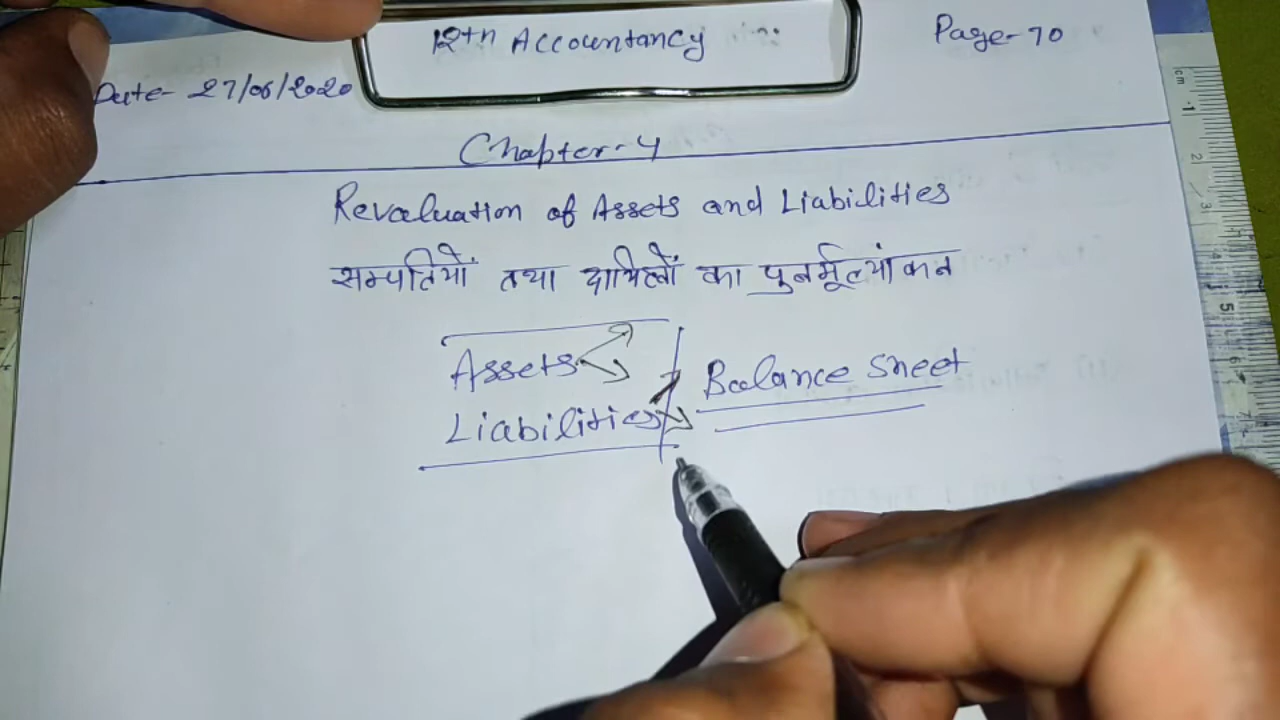 12th Accountancy
Page-70
Date- 27/06/2020
Chapter-4
Revaluation of Assets and Liabilities
सम्पतियों तथा दायित्वों का पुनर्मूल्यांकन
Assets
Balance Sheet
Liabilities